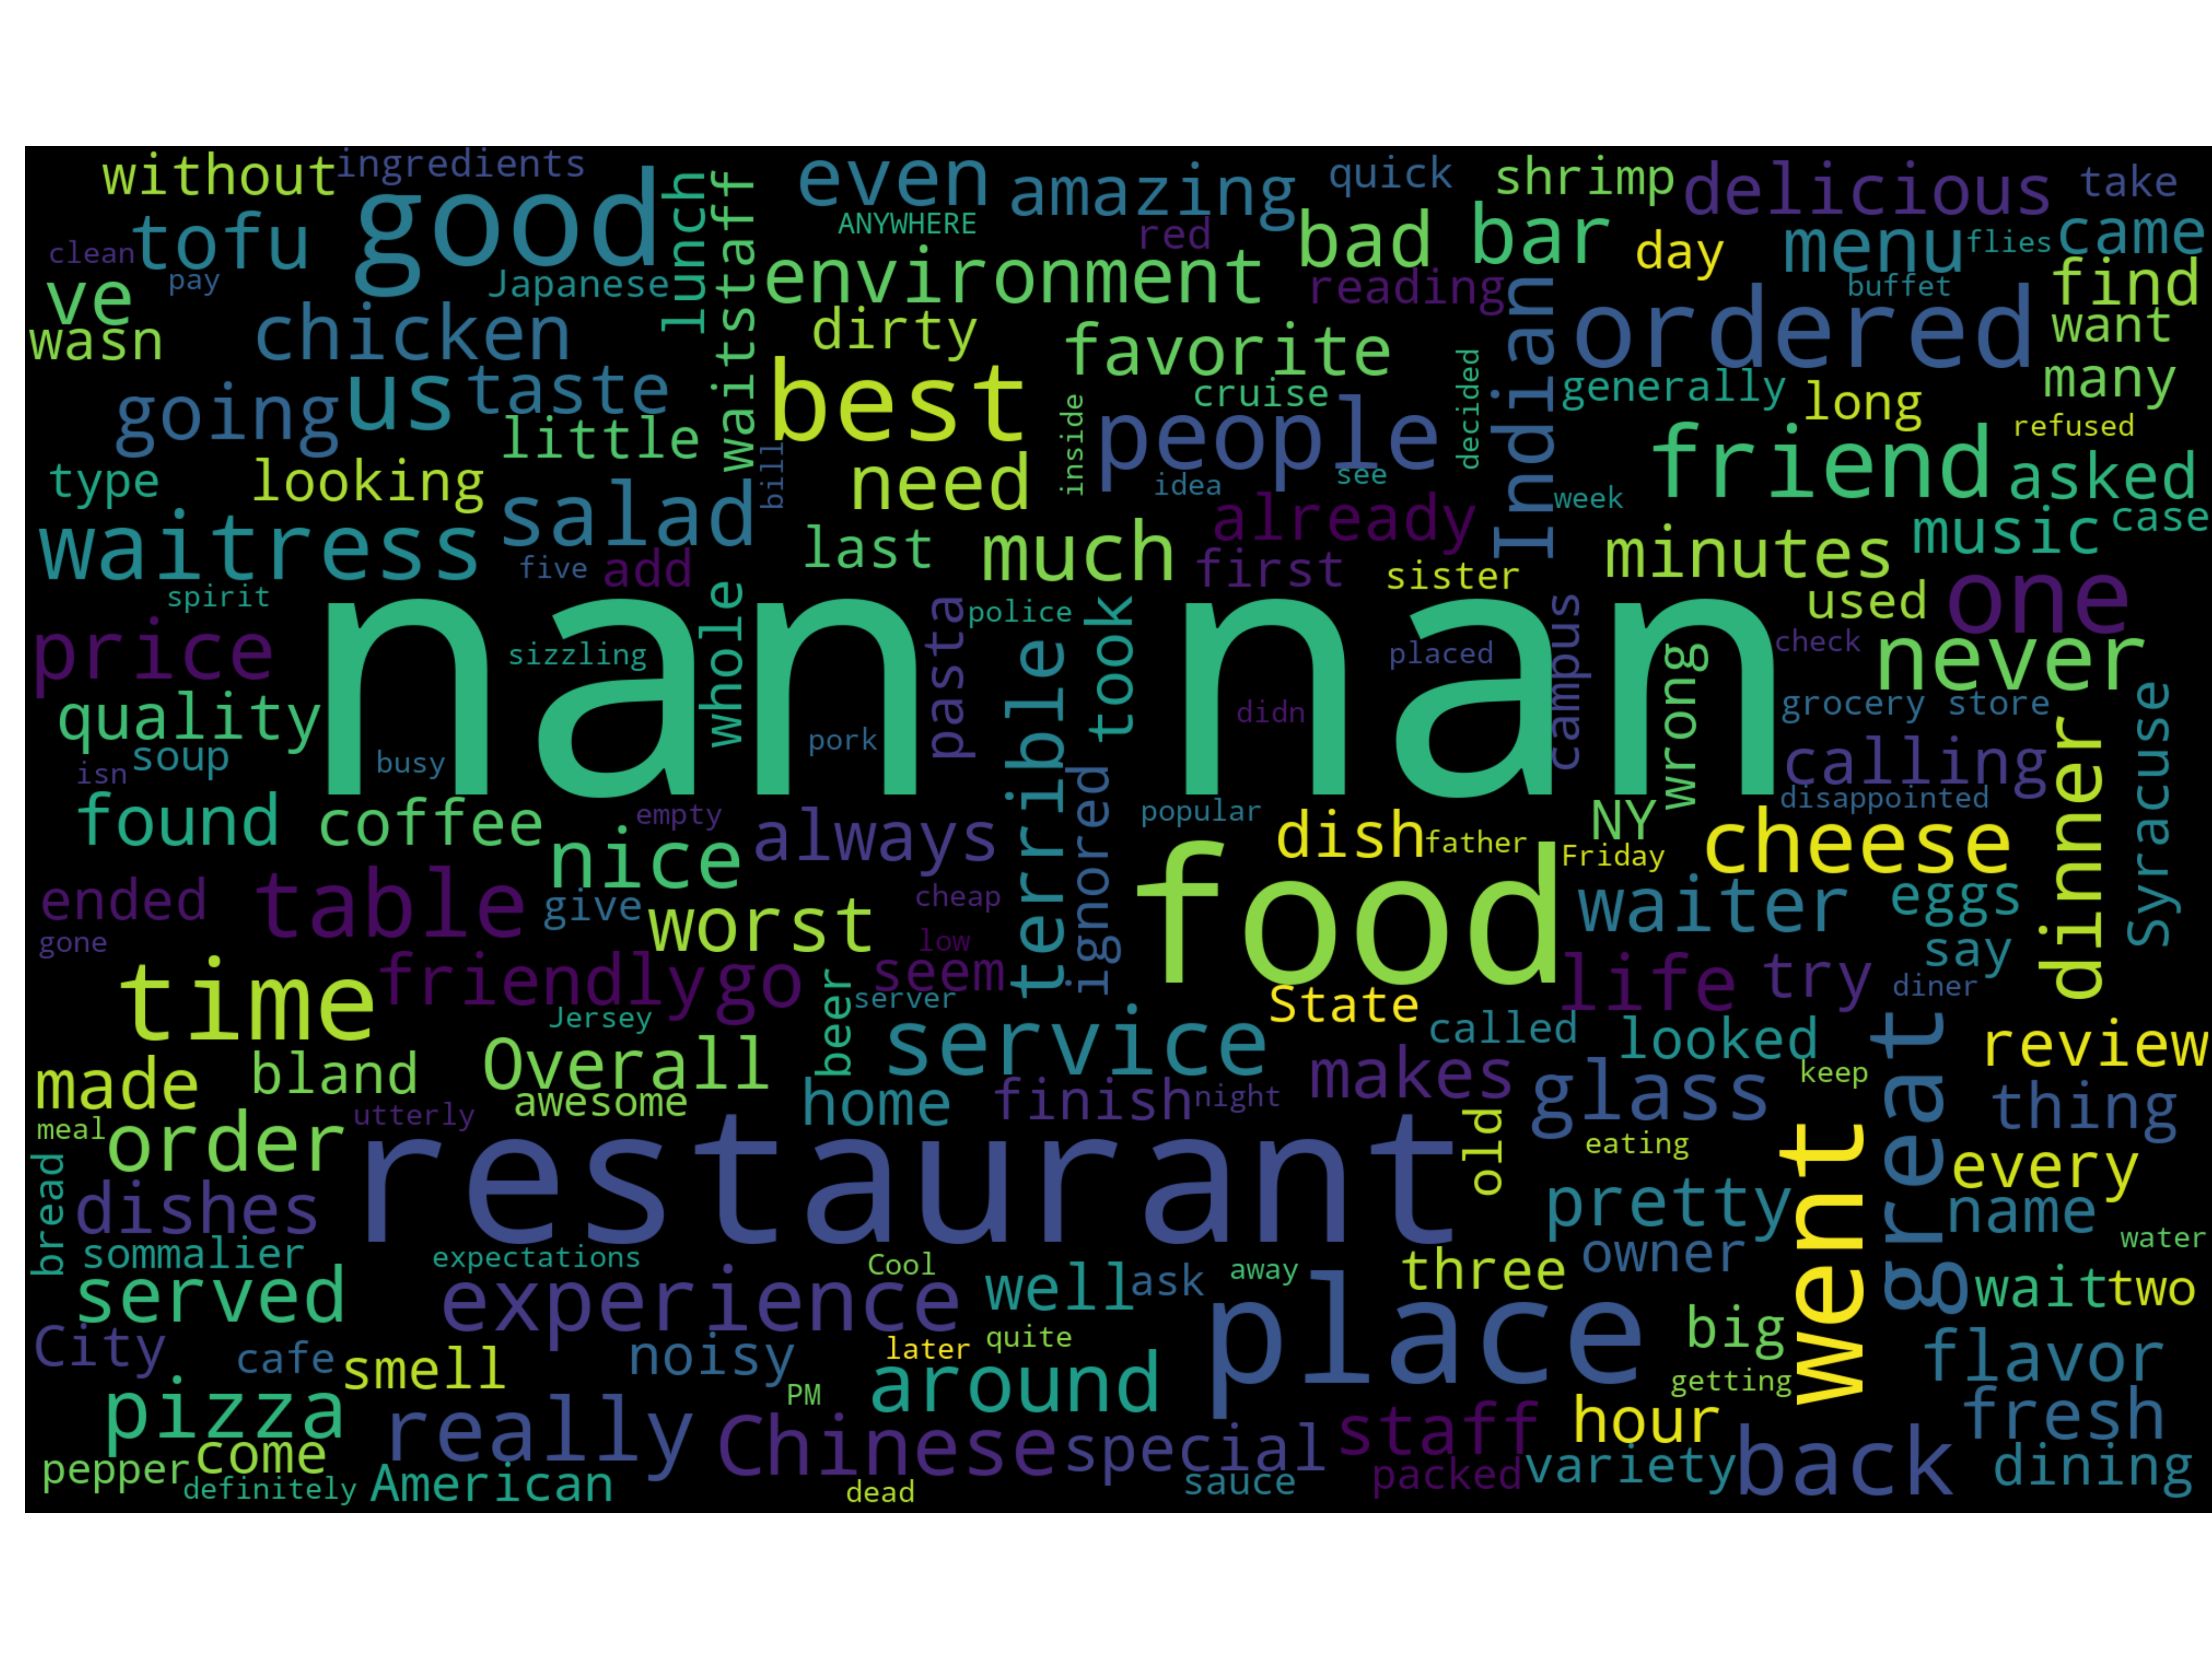 without
ingredients
good
lunch
waitstaff
even
amazing
quick
shrimp
delicious
take
clean
tofu
pay
Japanese
ANYWHERE
red
bad
bar
day
menu
flies
came
ve
environment
reading
Indian
buffet
find
wasn
chicken
dirty
favorite
ordered
want
going
us
taste
best
cruise
decided
generally
long
many
little
inside
people
friend
refused
type
looking
bill
need
idea
see
week
asked
waitress
salad
last
much
already
minutes
music
case
spirit
five
add
first
sister
used
one
price
nan nan
sizzling
whole
pasta
police
took
placed
campus
wrong
check
never
quality
soup
isn
busy
pork
terrible
didn
grocery store
calling
dinner
Syracuse
found
coffee
empty
nice
always
ignored
popular
dish
father
NY
Friday
disappointed
cheese
ended
table
give
worst
cheap
food
waiter
eggs
gone
low
say
time
friendly
go
seem
server
State
life
try
diner
Jersey
beer
service
called
looked
great
review
made
bland
Overall
awesome
home
finish
night
makes
glass
keep
thing
meal
order
utterly
restaurant
old
eating
went
every
bread
dishes
pretty
name
sommalier
expectations
Cool
owner
water
served
experience
well
ask
away
three
place
big
wait
two
City
cafe
smell
noisy
later
quite
getting
flavor
pizza
really
PM
around
staff
hour
fresh
pepper
come
Chinese
special
packed
variety
back
dining
definitely
American
dead
sauce